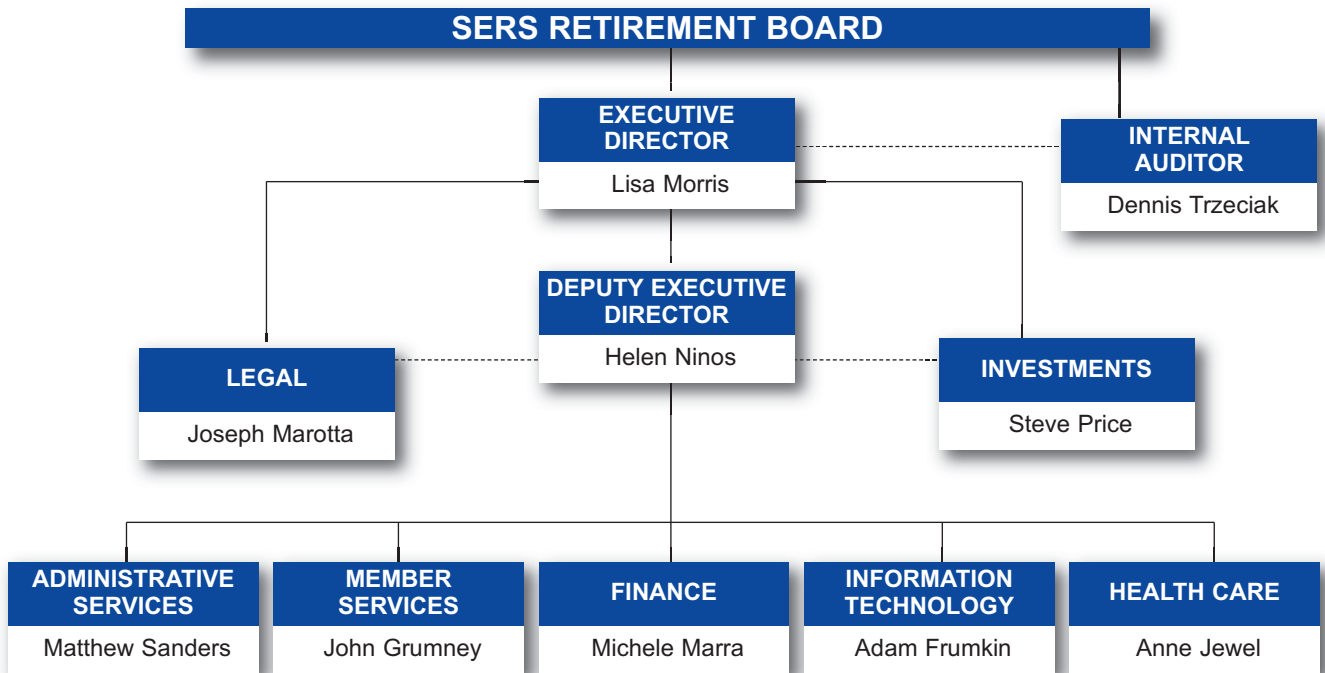 SERS RETIREMENT BOARD
EXECUTIVE
DIRECTOR
Lisa Morris
INTERNAL
AUDITOR
Dennis Trzeciak
DEPUTY EXECUTIVE
DIRECTOR
Helen Ninos
LEGAL
Joseph Marotta
INVESTMENTS
Steve Price
ADMINISTRATIVE
SERVICES
Matthew Sanders
MEMBER
SERVICES
John Grumney
FINANCE
Michele Marra
INFORMATION
TECHNOLOGY
Adam Frumkin
HEALTH CARE
Anne Jewel